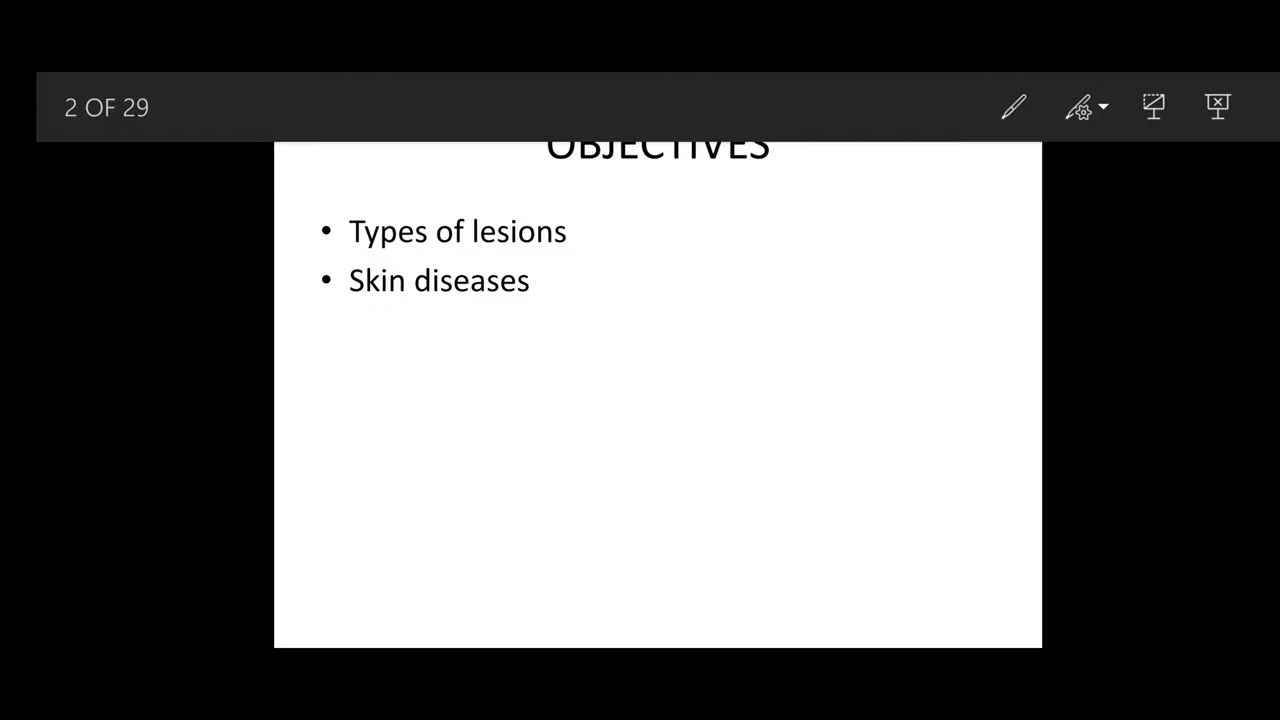 2 OF 29
OBJECTIVES
• Types of lesions
• Skin diseases